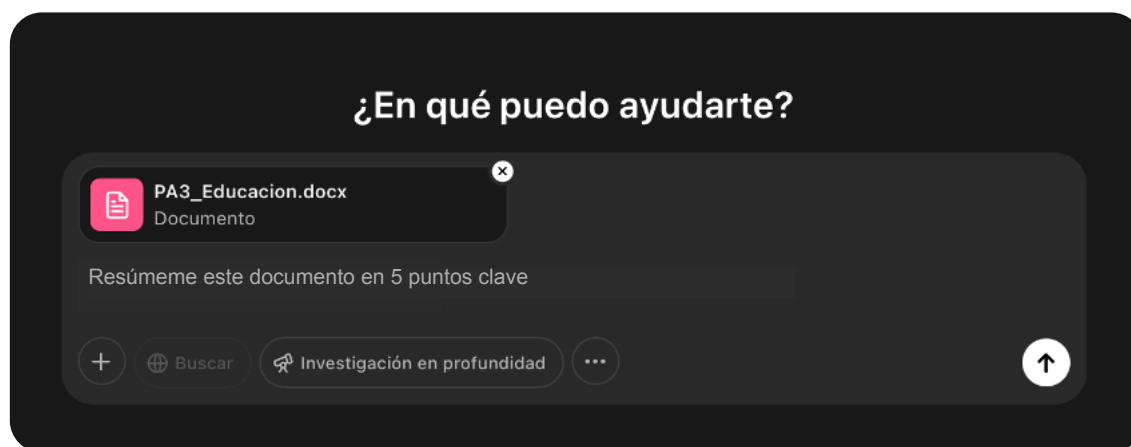 ¿En qué puedo ayudarte?
PA3_Educacion.docx
Documento
Resúmeme este documento en 5 puntos clave
Buscar
Investigación en profundidad